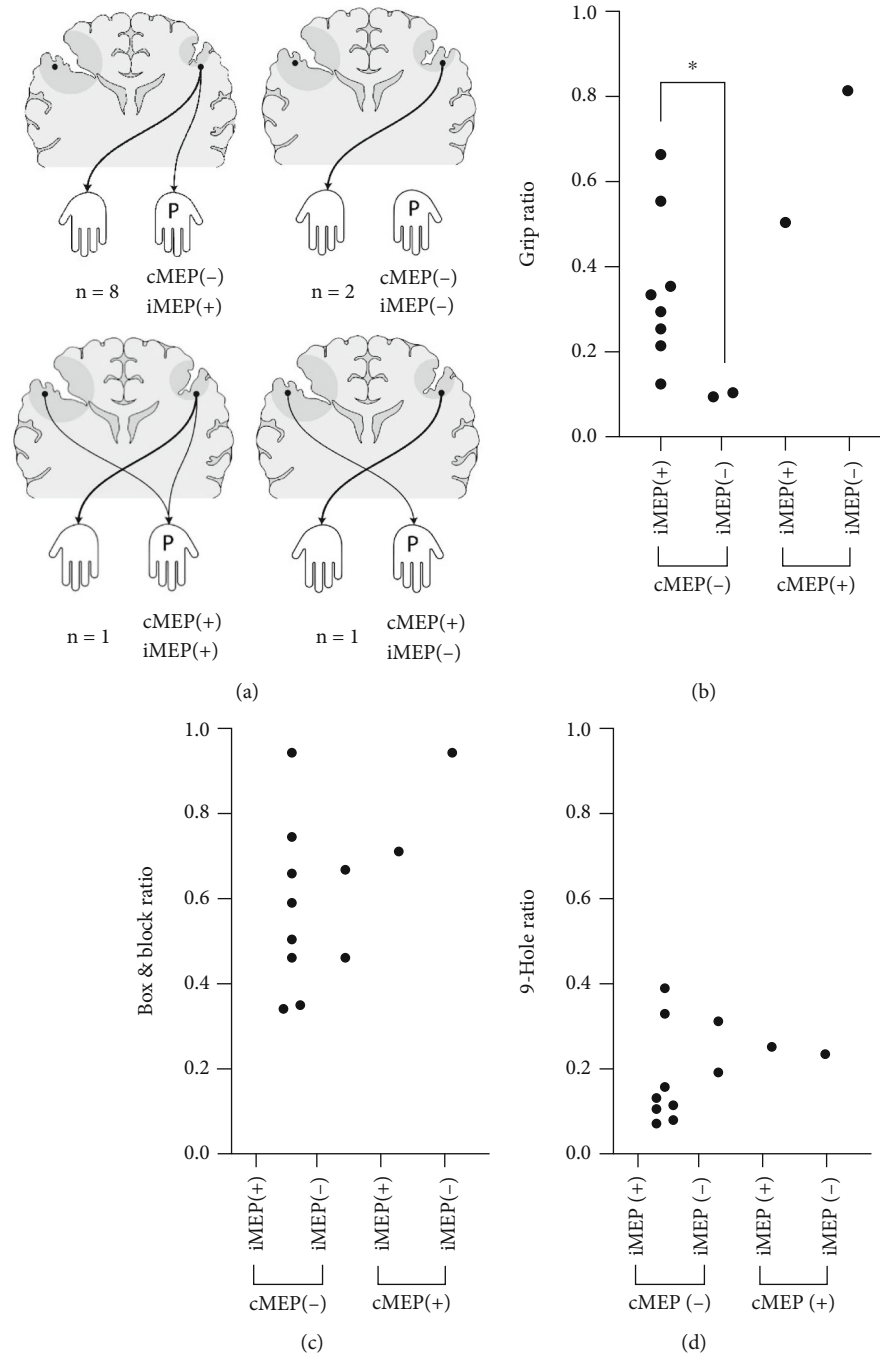 P
P
cMEP(–)
n = 8
iMEP(+)
cMEP(–)
n = 2
iMEP(–)
P
P
cMEP(+)
n = 1
iMEP(+)
cMEP(+)
n = 1
iMEP(–)
(a)
1.0
0.8
0.6
0.4
0.2
0.0
Grip ratio
*
iMEP(+)
iMEP(–)
iMEP(+)
iMEP(–)
cMEP(–)
cMEP(+)
(b)
1.0
0.8
0.6
0.4
0.2
0.0
Box & block ratio
iMEP(+)
iMEP(–)
iMEP(+)
iMEP(–)
cMEP(–)
cMEP(+)
(c)
1.0
0.8
0.6
0.4
0.2
0.0
9-Hole ratio
iMEP (+)
iMEP (–)
iMEP (+)
iMEP (–)
cMEP (–)
cMEP (+)
(d)